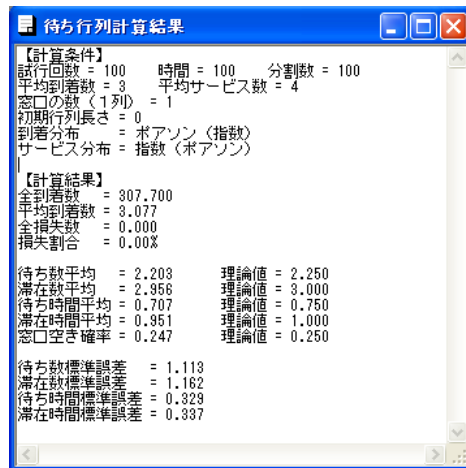 待ち行列計算結果
【計算条件】
試行回数 = 100 時間 = 100 分割数 = 100
平均到着数 = 3 平均サービス数 = 4
窓口の数（1列） = 1
初期行列長さ = 0
到着分布 = ポアソン（指数）
サービス分布 = 指数（ポアソン）
【計算結果】
全到着数 = 307.700
平均到着数 = 3.077
全損失数 = 0.000
損失割合 = 0.00%
待ち数平均 = 2.203 理論値 = 2.250
滞在数平均 = 2.956 理論値 = 3.000
待ち時間平均 = 0.707 理論値 = 0.750
滞在時間平均 = 0.951 理論値 = 1.000
窓口空き確率 = 0.247 理論値 = 0.250
待ち数標準誤差 = 1.113
滞在数標準誤差 = 1.162
待ち時間標準誤差 = 0.329
滞在時間標準誤差 = 0.337